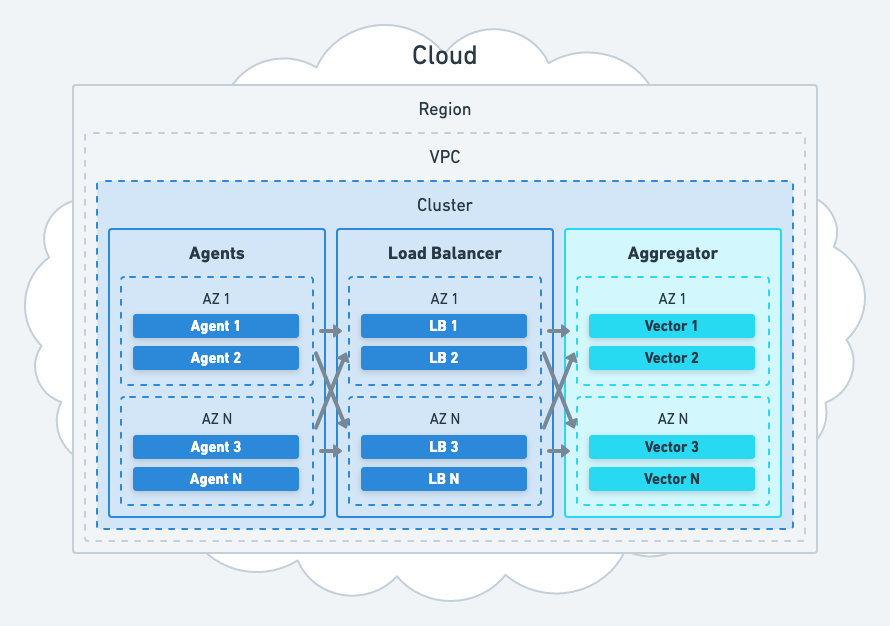 Cloud
Region
VPC
Cluster
Agents
AZ 1
Agent 1
Agent 2
AZ N
Agent 3
Agent N
Load Balancer
AZ 1
LB 1
LB 2
AZ N
LB 3
LB N
Aggregator
AZ 1
Vector 1
Vector 2
AZ N
Vector 3
Vector N